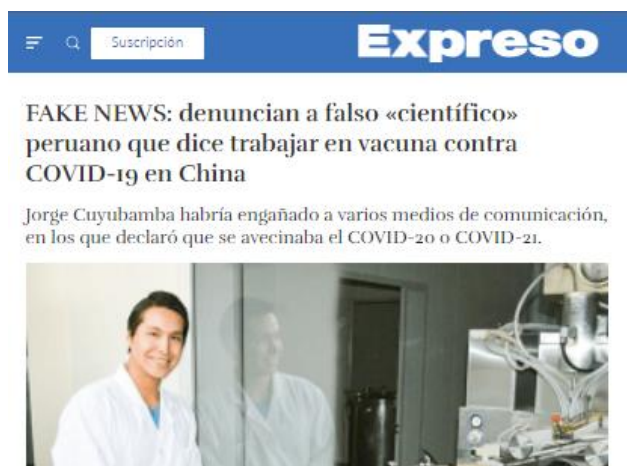 Suscripción
Expreso
FAKE NEWS: denuncian a falso «científico»
peruano que dice trabajar en vacuna contra
COVID-19 en China
Jorge Cuyubamba habría engañado a varios medios de comunicación,
en los que declaró que se avecinaba el COVID-20 o COVID-21.